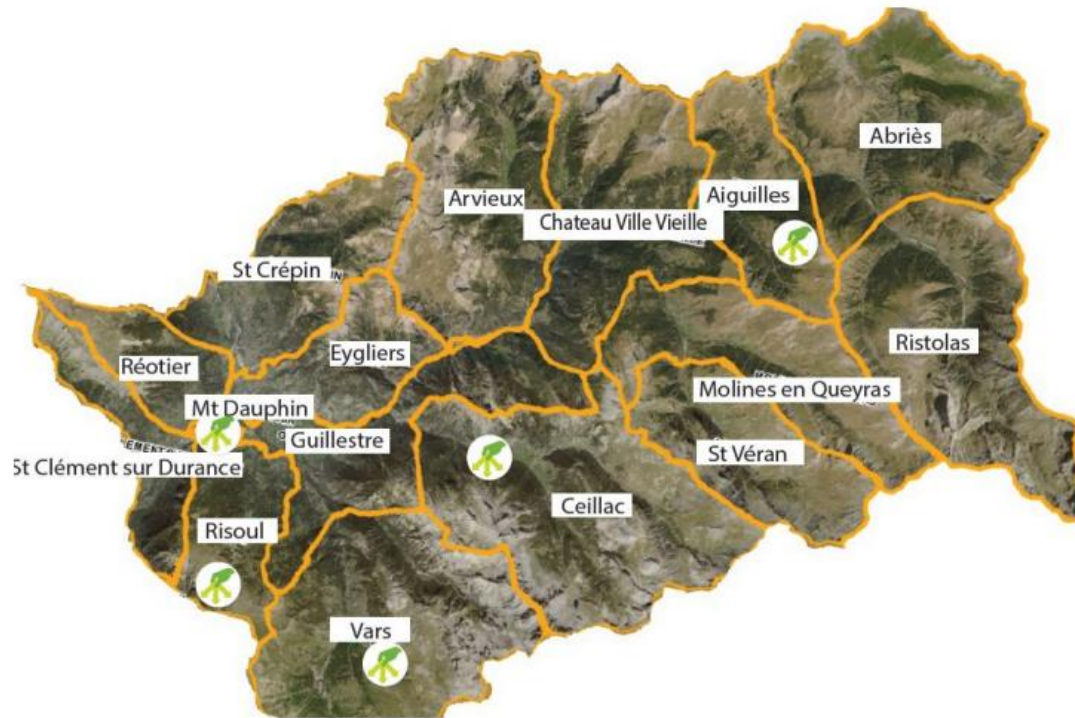 Abriès
Aiguilles
Arvieux
Chateau Ville Vieille
St Crépin
Ristolas
Eygliers
Réotier
Molines en Queyras
Mt Dauphin
Guillestre
St Véran
St Clément sur Durance
Ceillac
Risoul
Vars